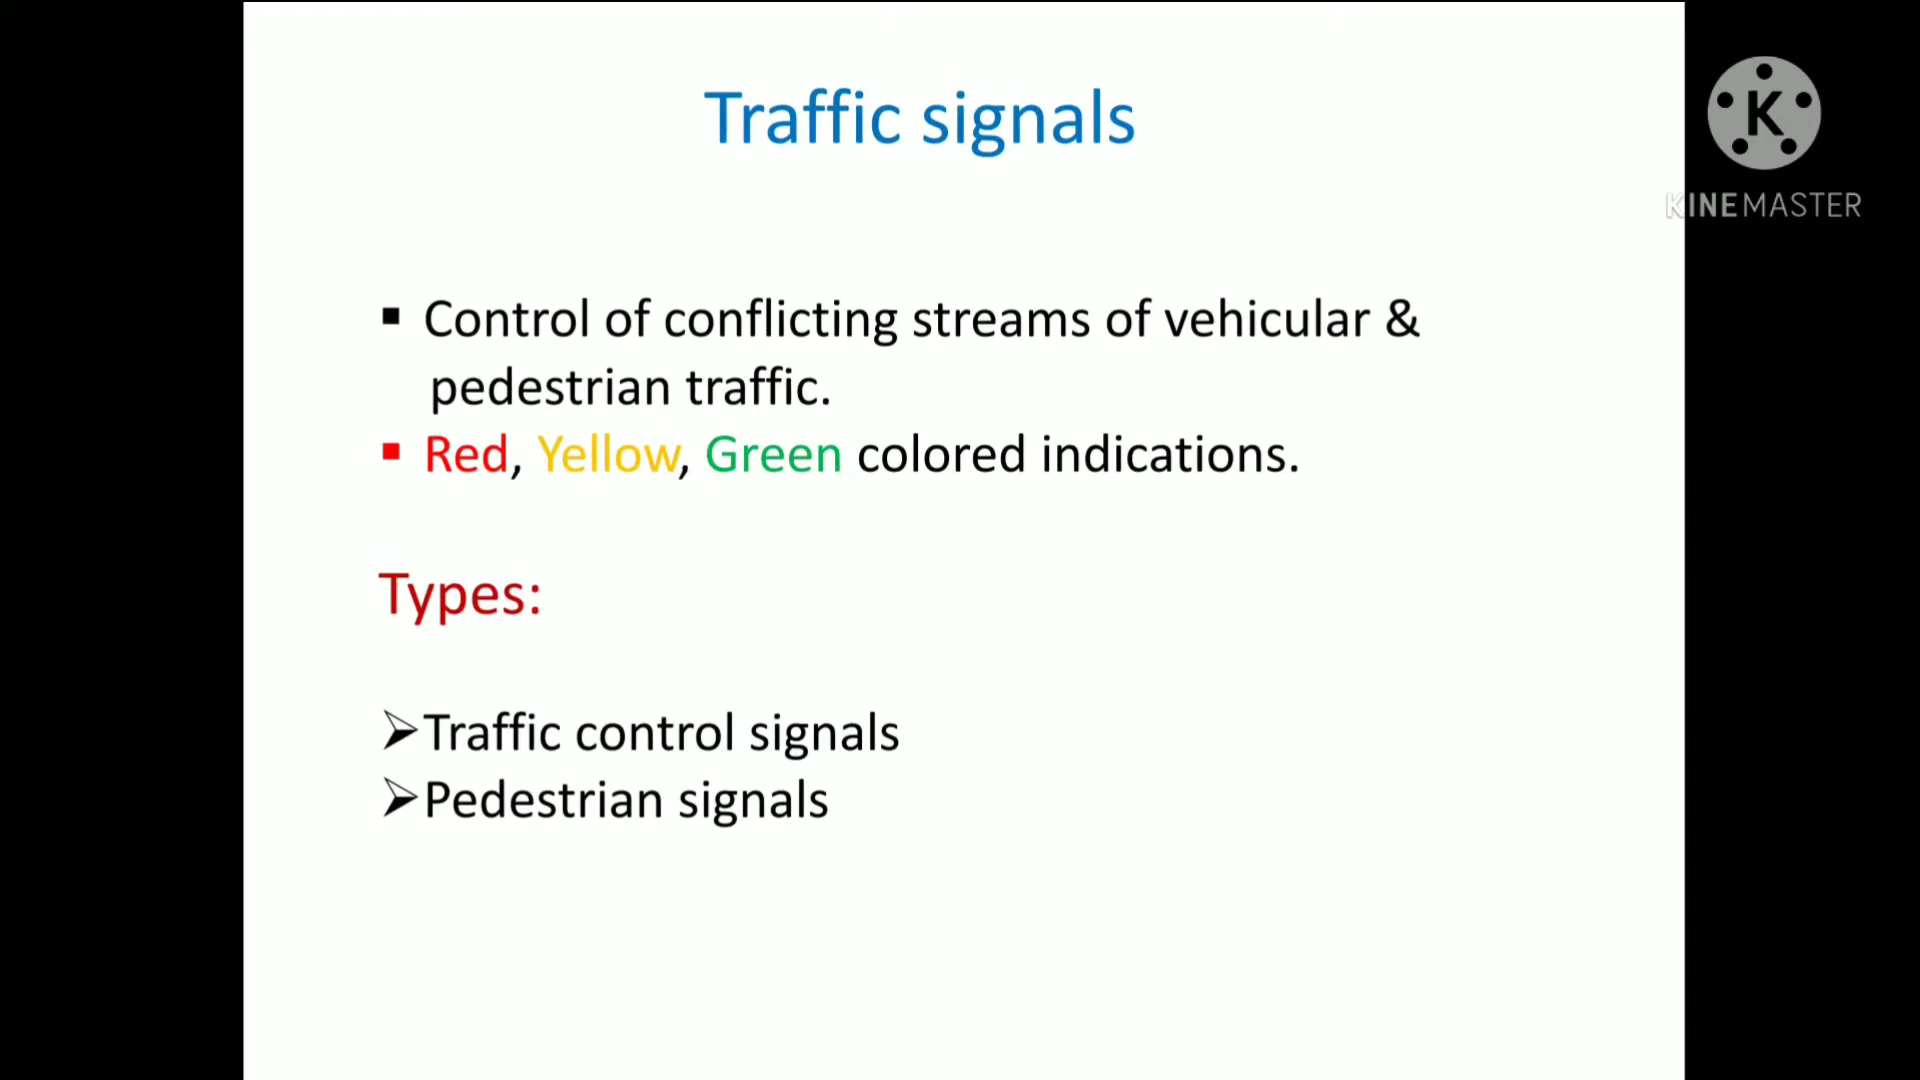 Traffic signals
K
KINEMASTER
▪ Control of conflicting streams of vehicular &
pedestrian traffic.
▪ Red, Yellow, Green colored indications.
Types:
➢Traffic control signals
➢Pedestrian signals